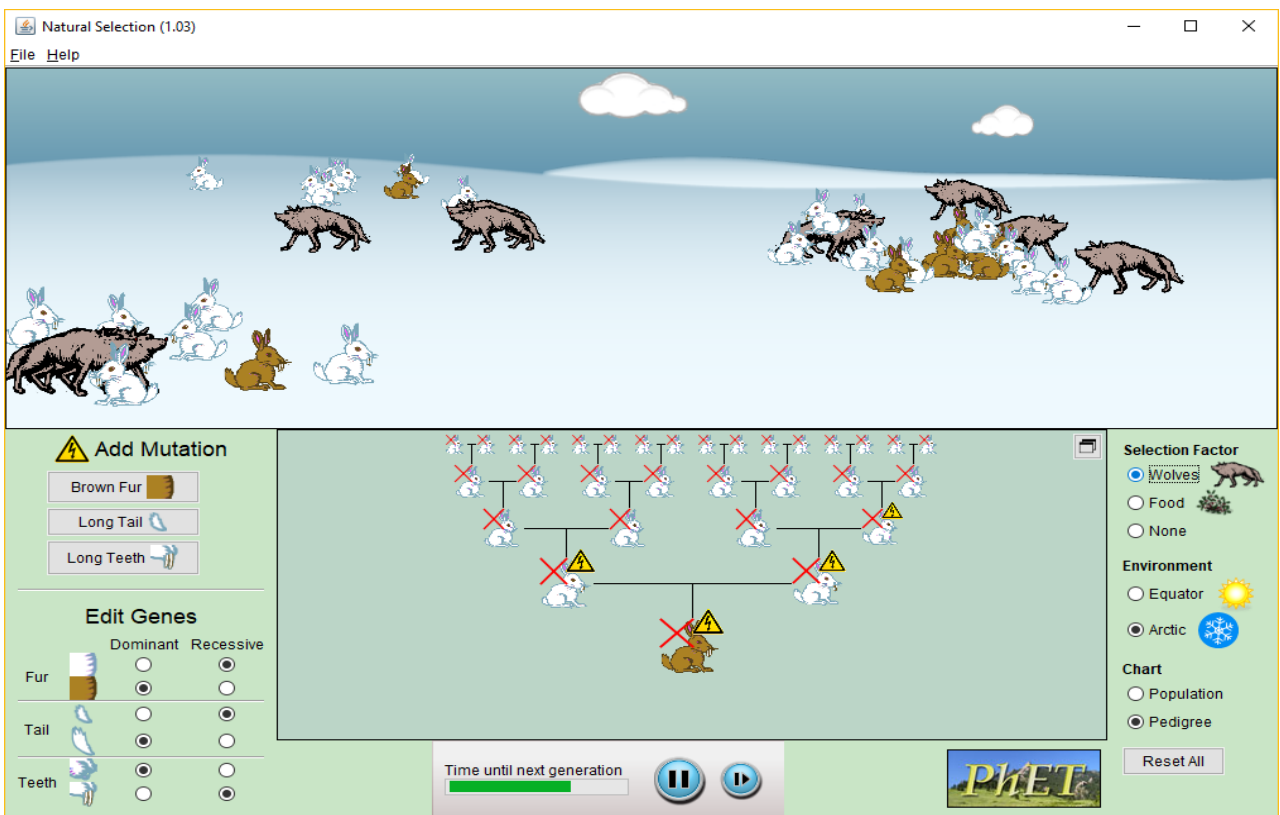 Natural Selection (1.03)
File Help
Add Mutation
Brown Fur
Long Tail
Long Teeth
Edit Genes
Dominant Recessive
Fur
Tail
Teeth
Time until next generation
PhET
Selection Factor
Wolves
Food
None
Environment
Equator
Arctic
Chart
Population
Pedigree
Reset All